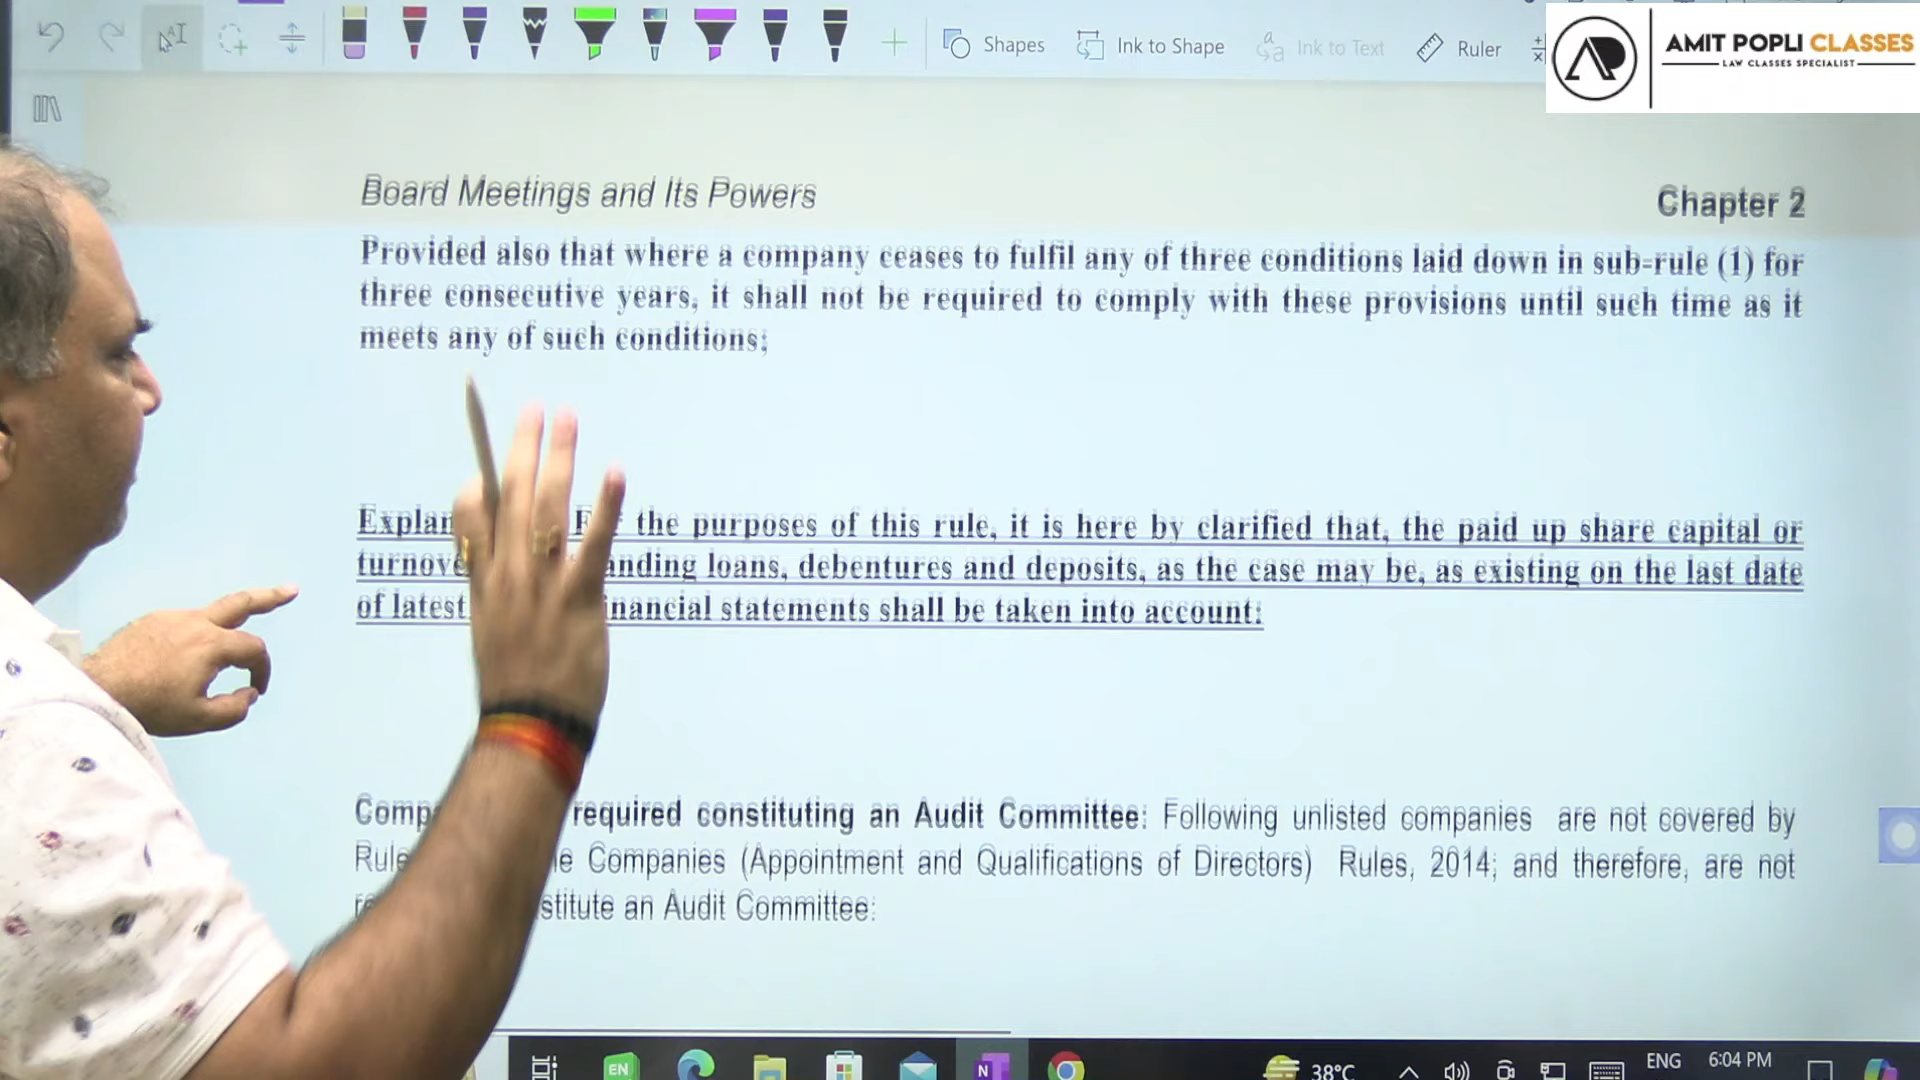 Shapes
Ink to Shape
Ink to Text
Ruler
AMIT POPLI CLASSES
LAW CLASSES SPECIALIST
Board Meetings and Its Powers
Chapter 2
Provided also that where a company ceases to fulfil any of three conditions laid down in sub-rule (1) for
three consecutive years, it shall not be required to comply with these provisions until such time as it
meets any of such conditions;
the purposes of this rule, it is here by clarified that, the paid up share capital or
loans, debentures and deposits, as the case may be, as existing on the last date
of latest statements shall be taken into account:
required constituting an Audit Committee: Following unlisted companies are not covered by
Companies (Appointment and Qualifications of Directors) Rules, 2014; and therefore, are not
an Audit Committee:
EN
N
38°C
ENG
6:04 PM